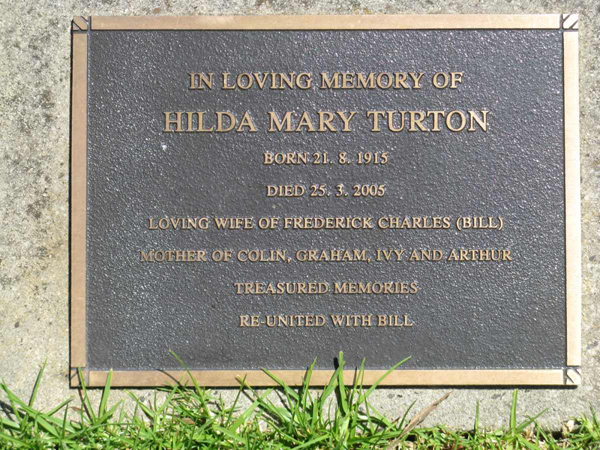 IN LOVING MEMORY OF
HILDA MARY TURTON
BORN 21. 8. 1915
DIED 25. 3. 2005
LOVING WIFE OF FREDERICK CHARLES (BILL)
MOTHER OF COLIN, GRAHAM, IVY AND ARTHUR
TREASURED MEMORIES
RE-UNITED WITH BILL